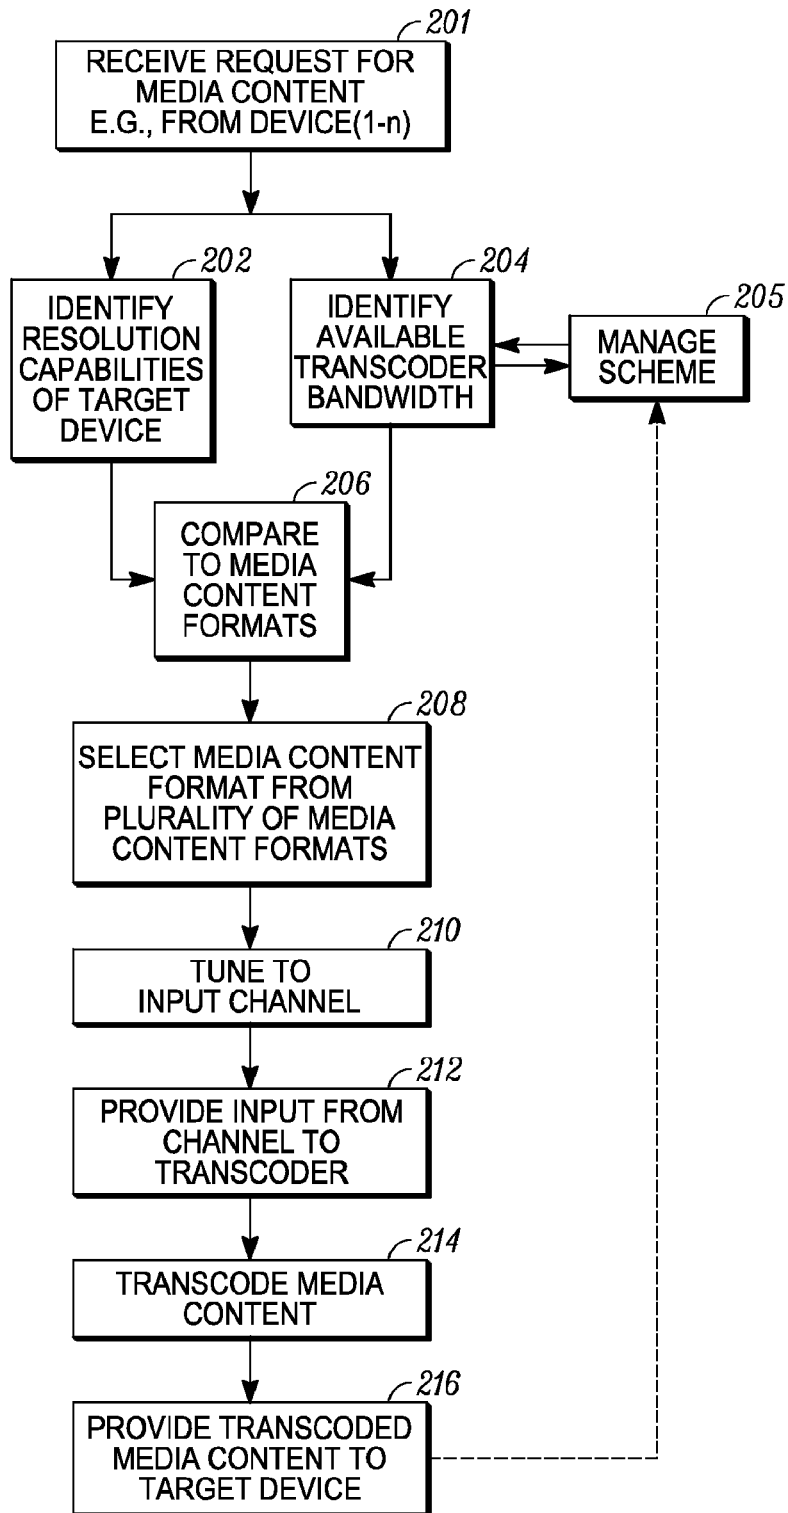 201
RECEIVE REQUEST FOR
MEDIA CONTENT
E.G., FROM DEVICE(1-n)
202
IDENTIFY
RESOLUTION
CAPABILITIES
OF TARGET
DEVICE
204
IDENTIFY
AVAILABLE
TRANSCODER
BANDWIDTH
205
MANAGE
SCHEME
206
COMPARE
TO MEDIA
CONTENT
FORMATS
208
SELECT MEDIA CONTENT
FORMAT FROM
PLURALITY OF MEDIA
CONTENT FORMATS
210
TUNE TO
INPUT CHANNEL
212
PROVIDE INPUT FROM
CHANNEL TO
TRANSCODER
214
TRANSCODE MEDIA
CONTENT
216
PROVIDE TRANSCODED
MEDIA CONTENT TO
TARGET DEVICE